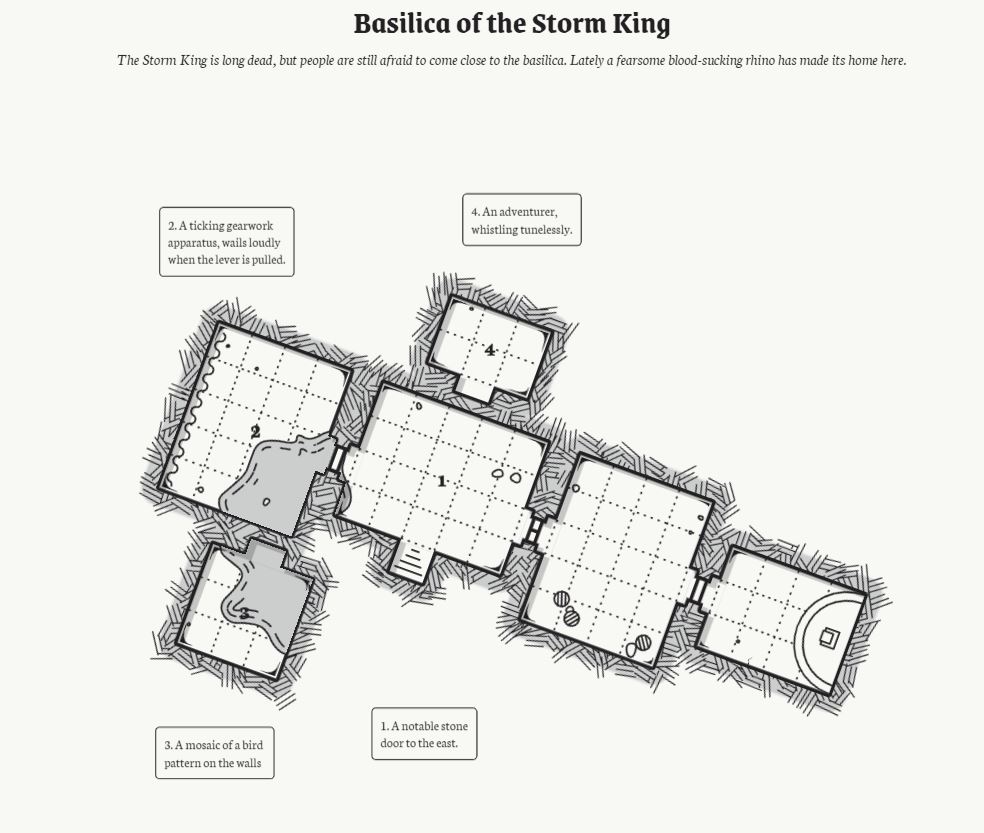 Basilica of the Storm King
The Storm King is long dead, but people are still afraid to come close to the basilica. Lately a fearsome blood-sucking rhino has made its home here.
4. An adventurer,
whistling tunelessly.
2. A ticking gearwork
apparatus, wails loudly
when the lever is pulled.
4
2
1
3
1. A notable stone
door to the east.
3. A mosaic of a bird
pattern on the walls